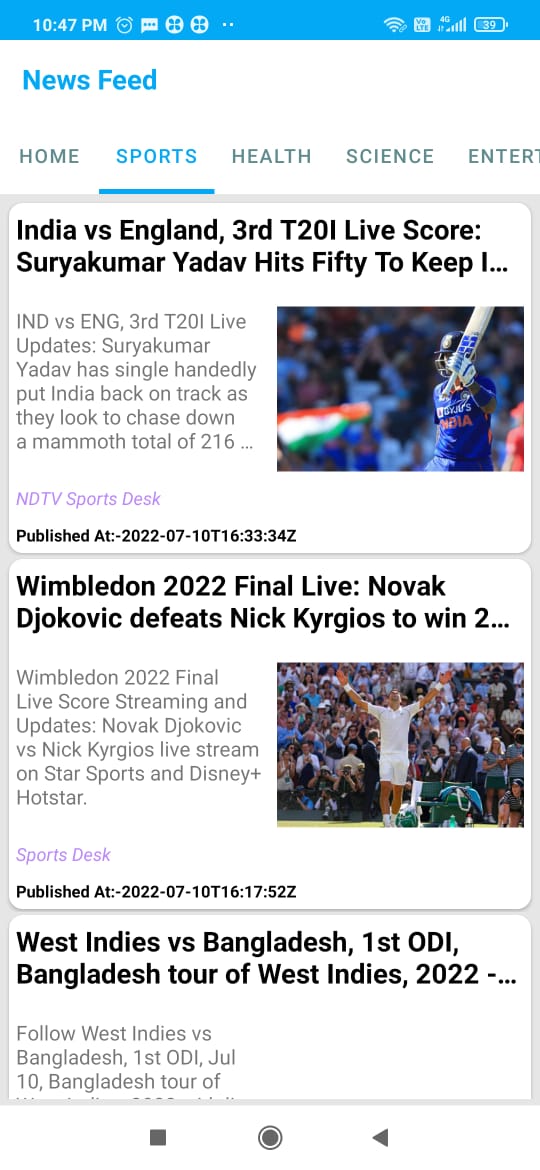 10:47 PM
Vo LTE 4G 39
News Feed
HOME SPORTS HEALTH SCIENCE ENTERT
India vs England, 3rd T20I Live Score:
Suryakumar Yadav Hits Fifty To Keep I...
IND vs ENG, 3rd T20I Live
Updates: Suryakumar
Yadav has single handedly
put India back on track as
they look to chase down
a mammoth total of 216 ...
BYJU'S
INDIA
NDTV Sports Desk
Published At:-2022-07-10T16:33:34Z
Wimbledon 2022 Final Live: Novak
Djokovic defeats Nick Kyrgios to win 2...
Wimbledon 2022 Final
Live Score Streaming and
Updates: Novak Djokovic
vs Nick Kyrgios live stream
on Star Sports and Disney+
Hotstar.
Sports Desk
Published At:-2022-07-10T16:17:52Z
West Indies vs Bangladesh, 1st ODI,
Bangladesh tour of West Indies, 2022 -...
Follow West Indies vs
Bangladesh, 1st ODI, Jul
10, Bangladesh tour of